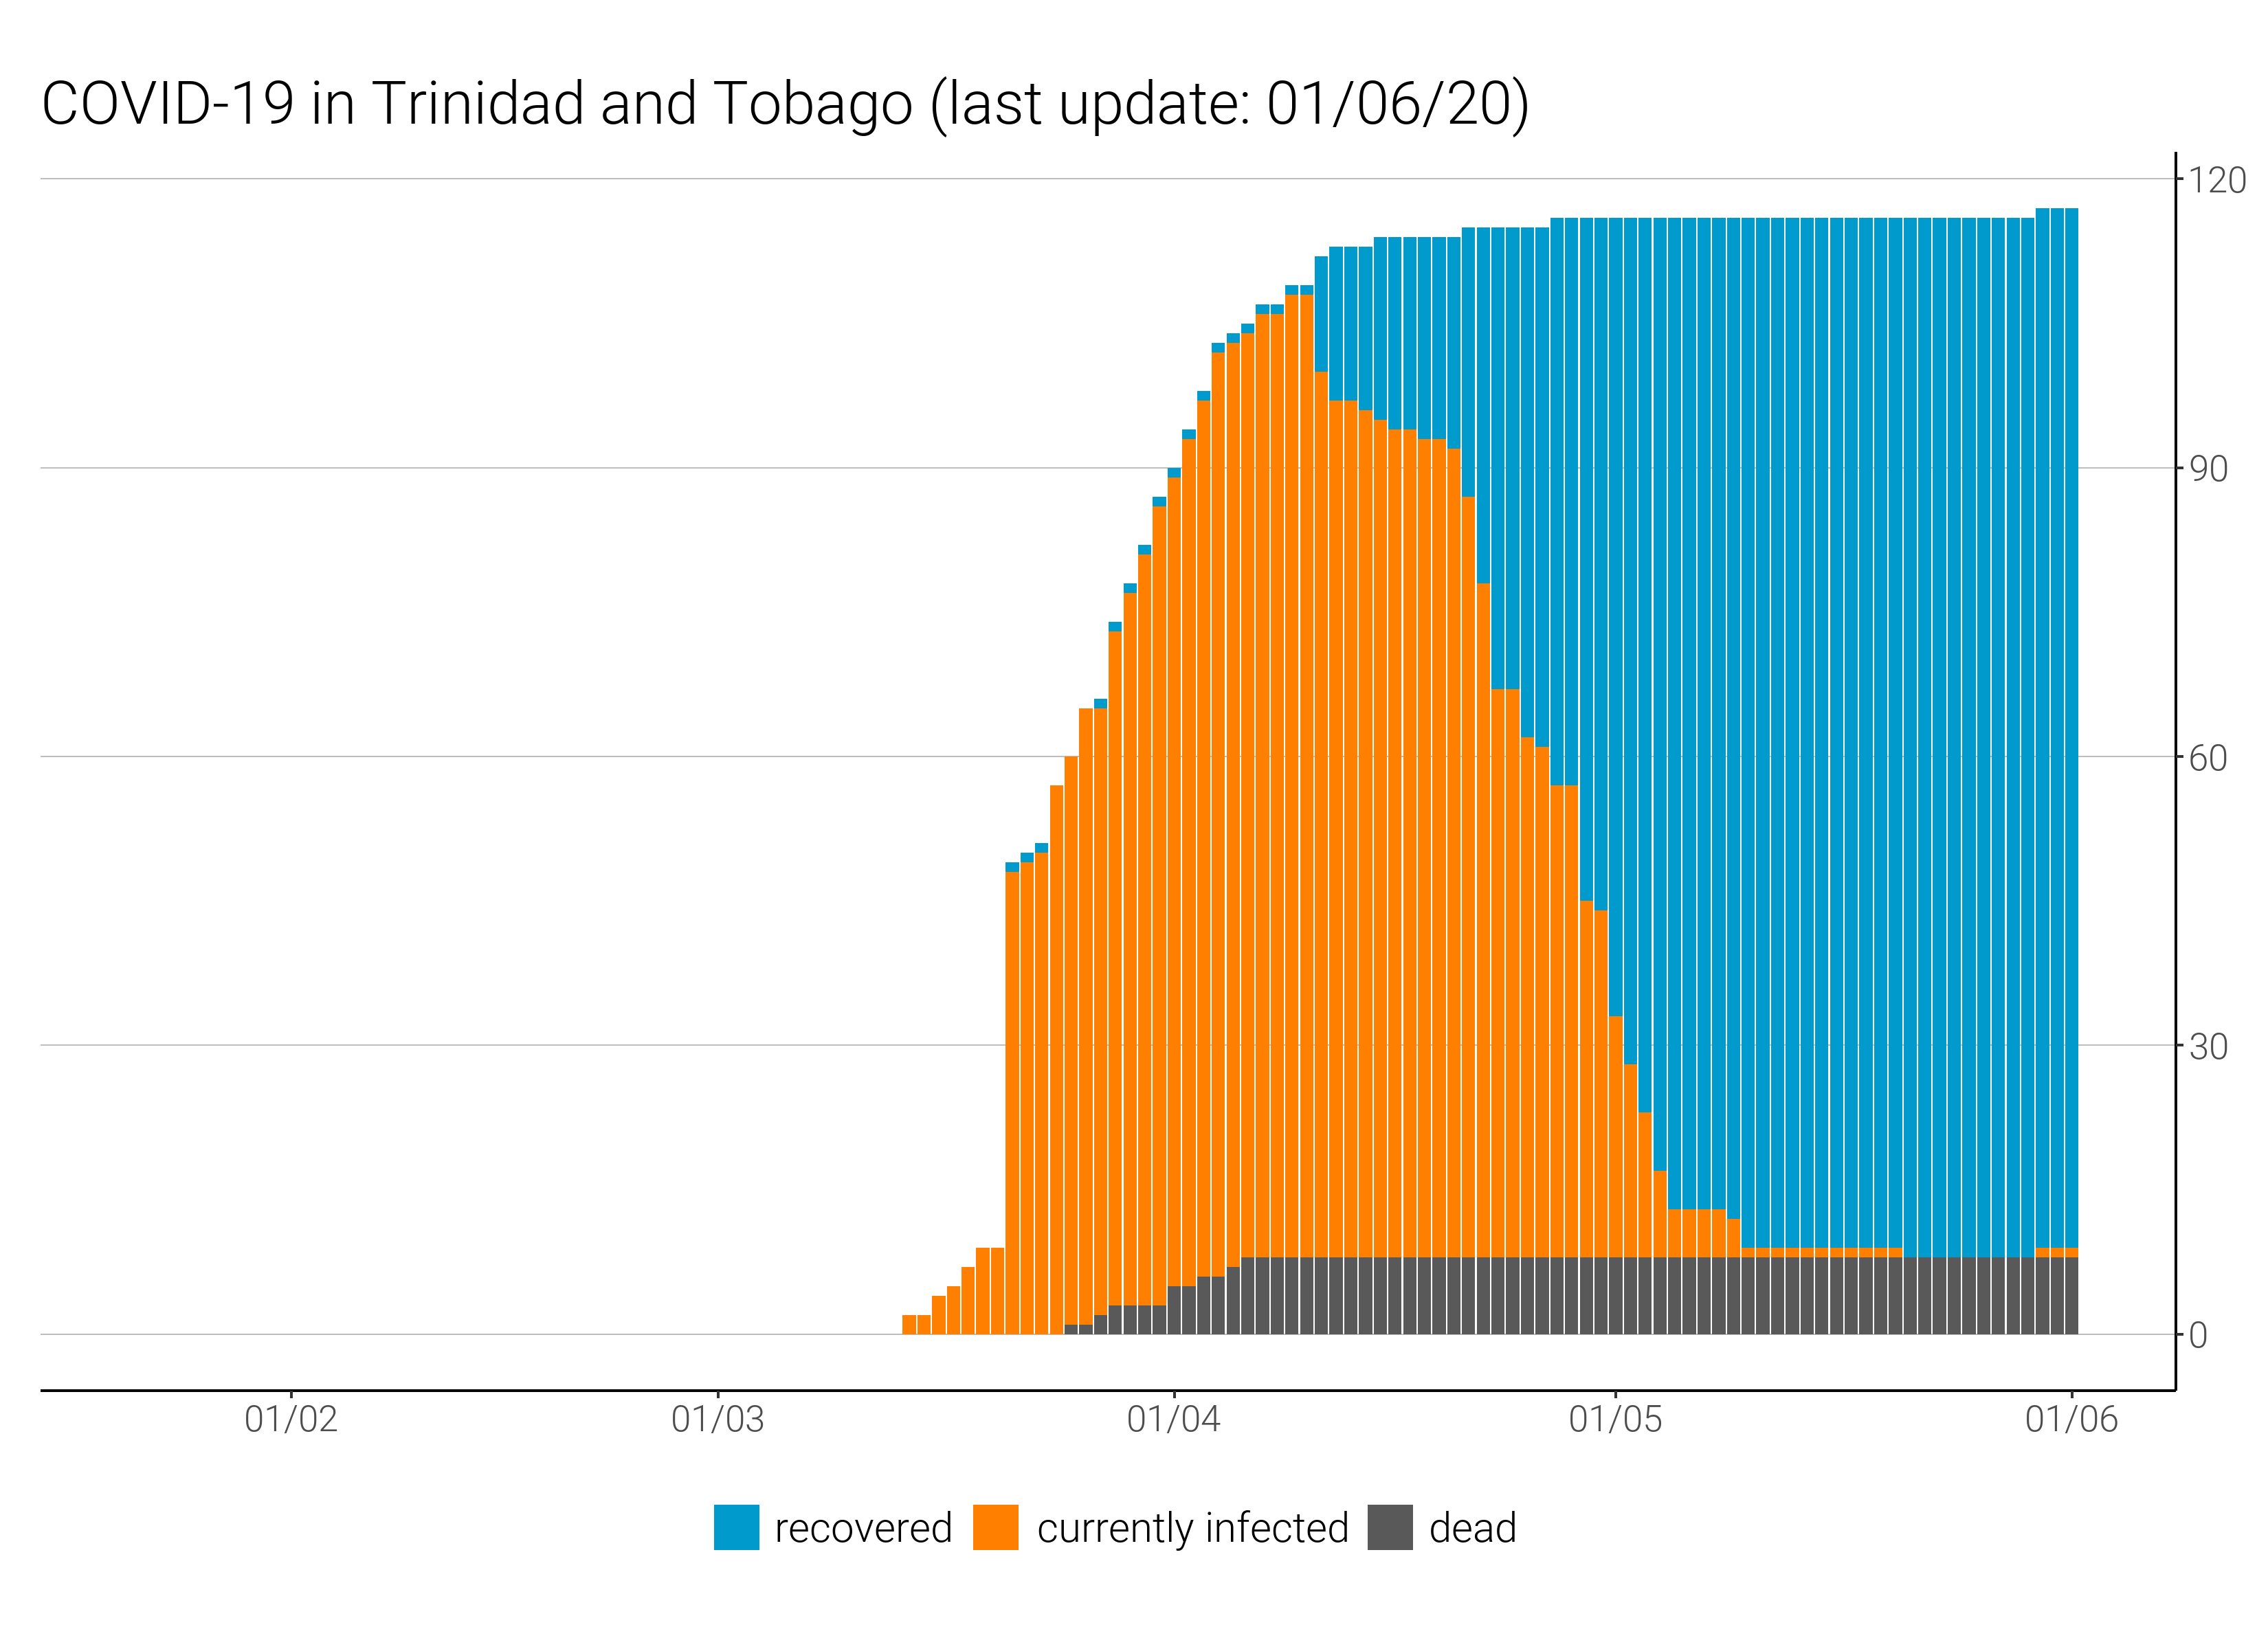 COVID-19 in Trinidad and Tobago (last update: 01/06/20)
120
90
60
30
0
01/02 01/03 01/04 01/05 01/06
recovered currently infected dead